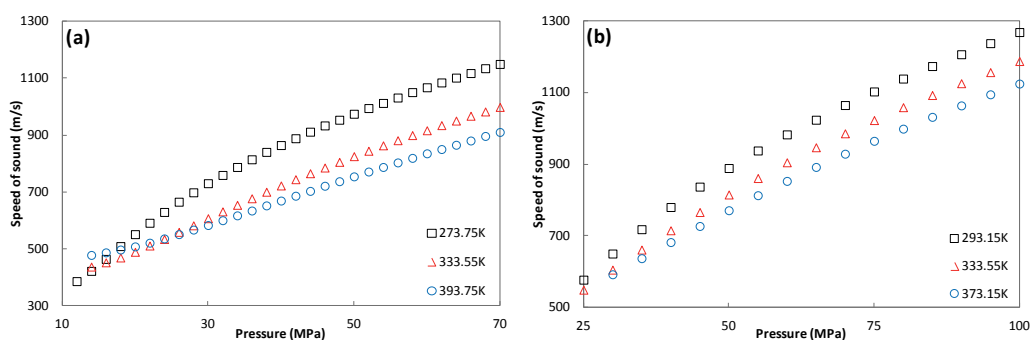 (a)
Speed of sound (m/s)
1300
1100
900
700
500
300
10
30
50
70
Pressure (MPa)
273.75K
333.55K
393.75K
(b)
Speed of sound (m/s)
1300
1100
900
700
500
25
50
75
100
Pressure (MPa)
293.15K
333.55K
373.15K